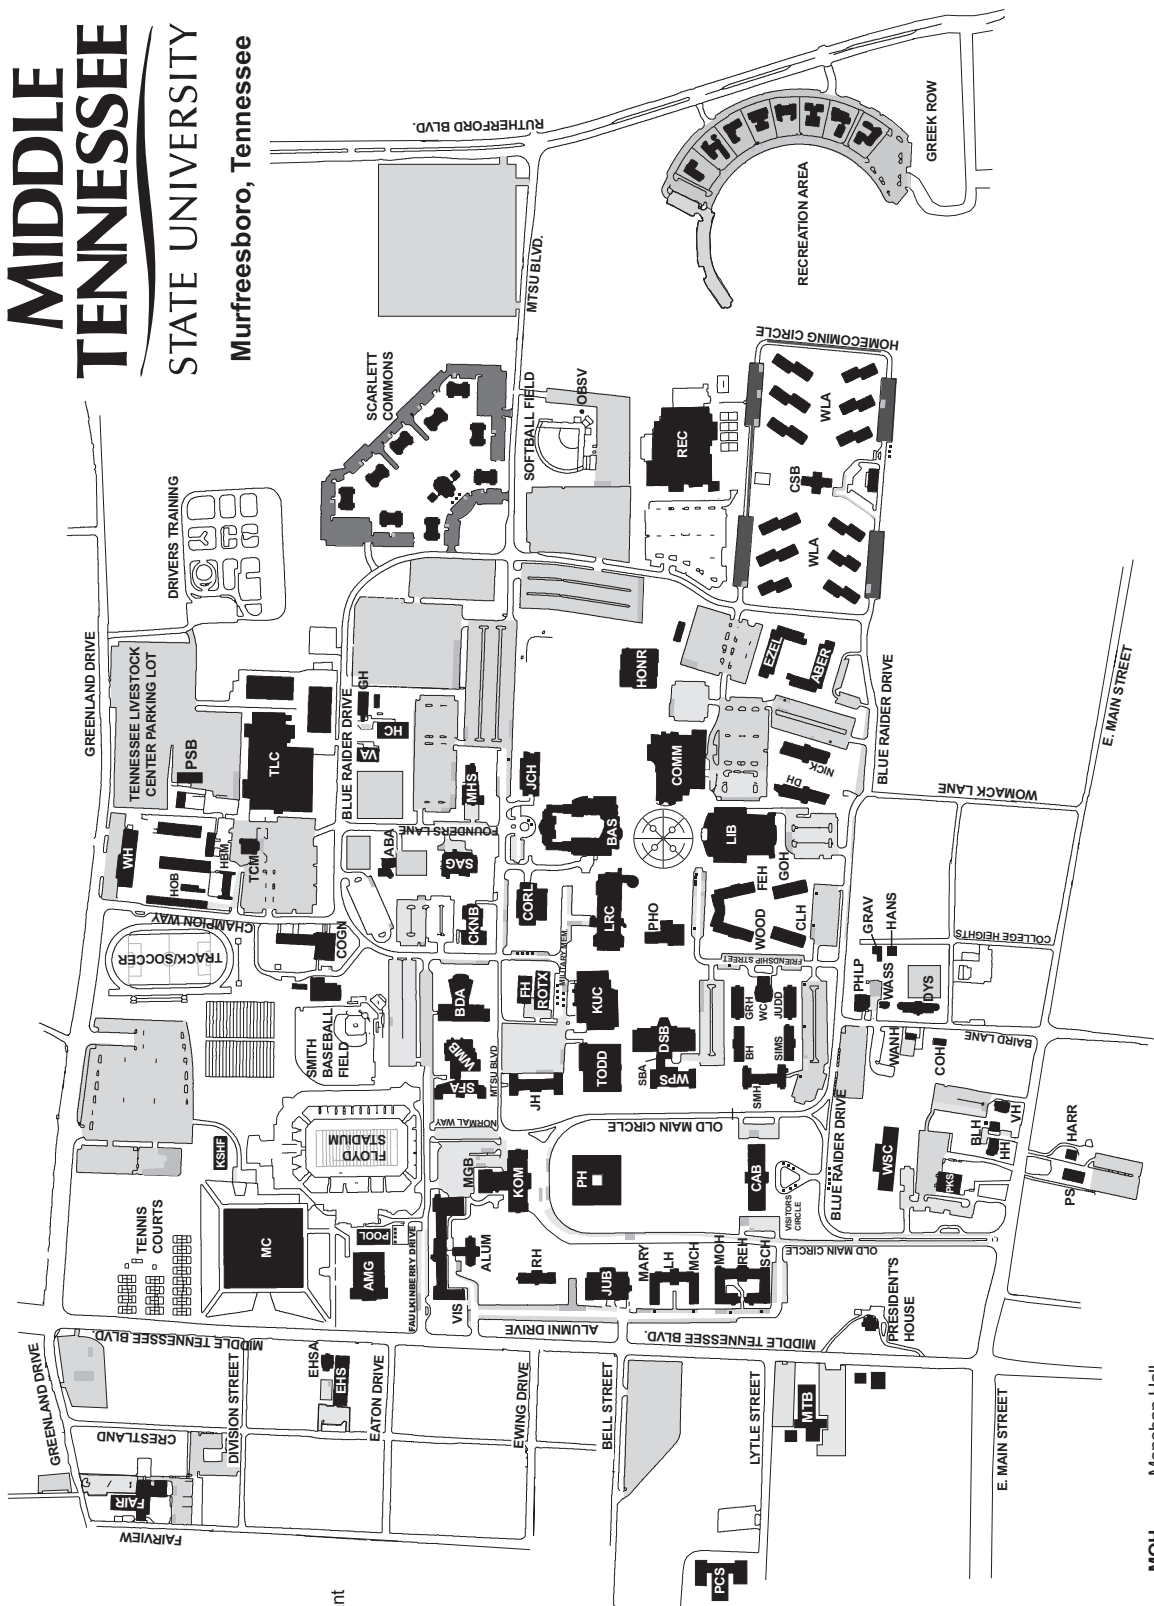 MIDDLE
TENNESSEE
STATE UNIVERSITY
Murfreesboro, Tennessee
RUTHERFORD BLVD.
GREEK ROW
RECREATION AREA
MTSU BLVD.
HOMECOMING CIRCLE
SCARLETT
COMMONS
SOFTBALL FIELD
OBSV
REC
WLA
CSB
WLA
DRIVERS TRAINING
GREENLAND DRIVE
TENNESSEE LIVESTOCK
CENTER PARKING LOT
PSB
TLC
BLUE RAIDER DRIVE
GH
HC
VA
HONR
EZEL
ABER
BLUE RAIDER DRIVE
E. MAIN STREET
WOMACK LANE
NICK
DH
COMM
JCH
MHS
FOUNDERS LANE
WH
HOB
HBM
TCM
ABA
SAG
BAS
LIB
GOH
FEH
CLH
WOOD
CHAMPION WAY
COGN
CKNB
CORL
LRC
PHO
FRIENDSHIP STREET
GRAV
HANS
COLLEGE HEIGHTS
TRACK/SOCCER
MILITARY MEM.
BDA
FH
ROTX
KUC
GRH
WC
JUDD
PHLP
WASS
DYS
SMITH
BASEBALL
FIELD
WMB
SFA
MTSU BLVD
JH
TODD
SBA
DSB
WPS
BH
SIMS
SMH
WANH
COH
BAIRD LANE
KSHF
FLOYD
STADIUM
NORMAL WAY
OLD MAIN CIRCLE
BLUE RAIDER DRIVE
MGB
KOM
PH
CAB
VISITORS
CIRCLE
WSC
PKS
BLH
HH
VH
HARR
PS
TENNIS
COURTS
MC
POOL
AMG
FAULKINBERRY DRIVE
ALUM
VIS
RH
JUB
MARY
LH
MCH
MOH
REH
SCH
OLD MAIN CIRCLE
PRESIDENT'S
HOUSE
ALUMNI DRIVE
MIDDLE TENNESSEE BLVD.
MIDDLE TENNESSEE BLVD.
GREENLAND DRIVE
CRESTLAND
DIVISION STREET
EHSA
EHS
EATON DRIVE
EWING DRIVE
BELL STREET
LYTLE STREET
MTB
E. MAIN STREET
FAIR
FAIRVIEW
PCS
nt